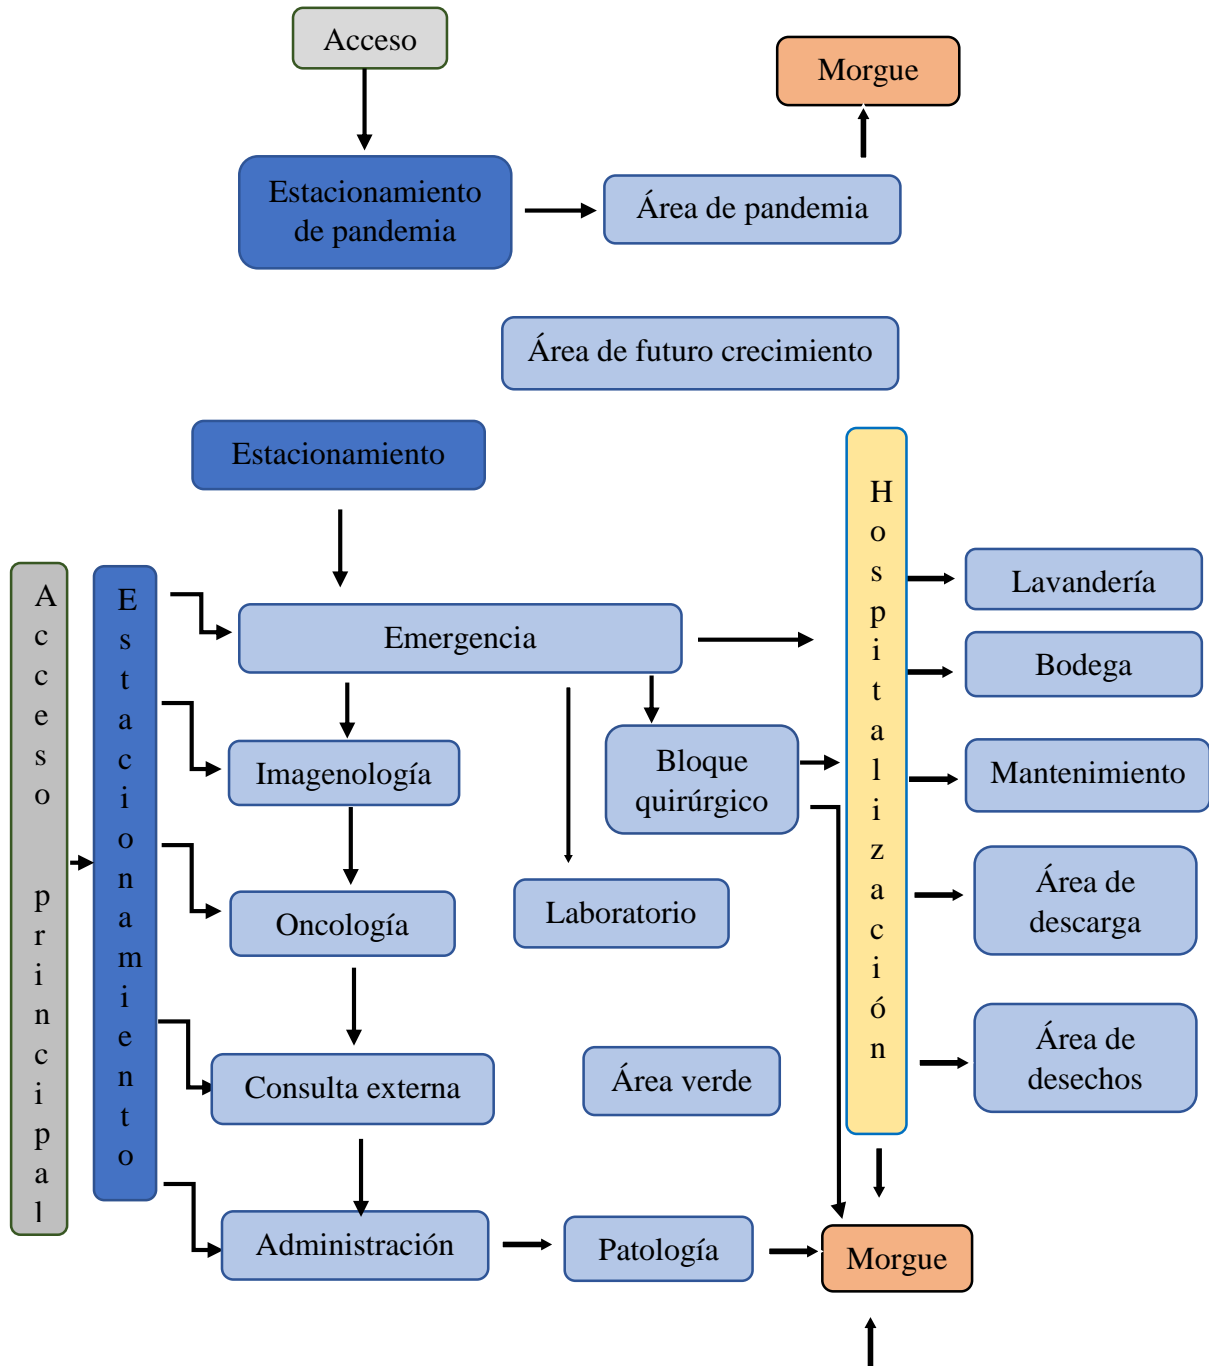 Acceso
Morgue
Estacionamiento
de pandemia
Área de pandemia
Área de futuro crecimiento
Estacionamiento
Hospitalización
Acceso principal
Estacionamiento
Emergencia
Lavandería
Bodega
Imagenología
Bloque
quirúrgico
Mantenimiento
Oncología
Laboratorio
Área de
descarga
Consulta externa
Área verde
Área de
desechos
Administración
Patología
Morgue